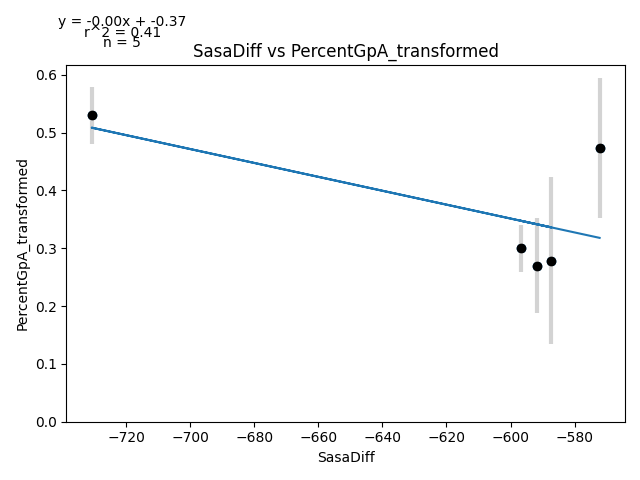 y = -0.00x + -0.37
r^2 = 0.41
n = 5
SasaDiff vs PercentGpA_transformed
PercentGpA_transformed
0.6
0.5
0.4
0.3
0.2
0.1
0.0
−720 −700 −680 −660 −640 −620 −600 −580
SasaDiff